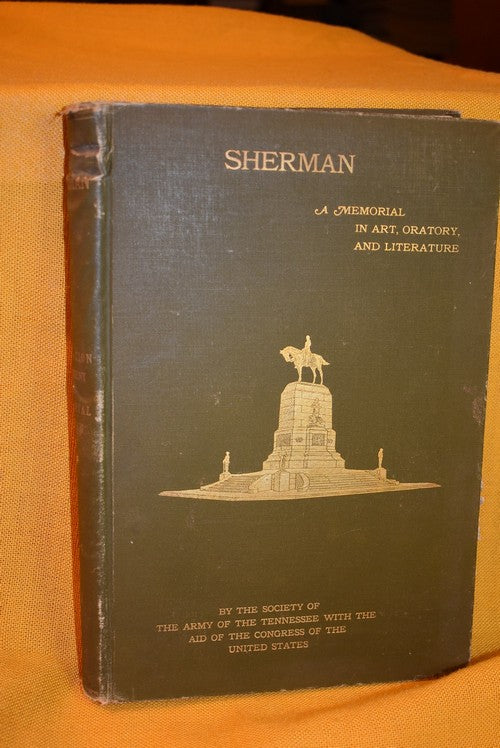 SHERMAN
A MEMORIAL
IN ART, ORATORY,
AND LITERATURE
BY THE SOCIETY OF
THE ARMY OF THE TENNESSEE WITH THE
AID OF THE CONGRESS OF THE
UNITED STATES